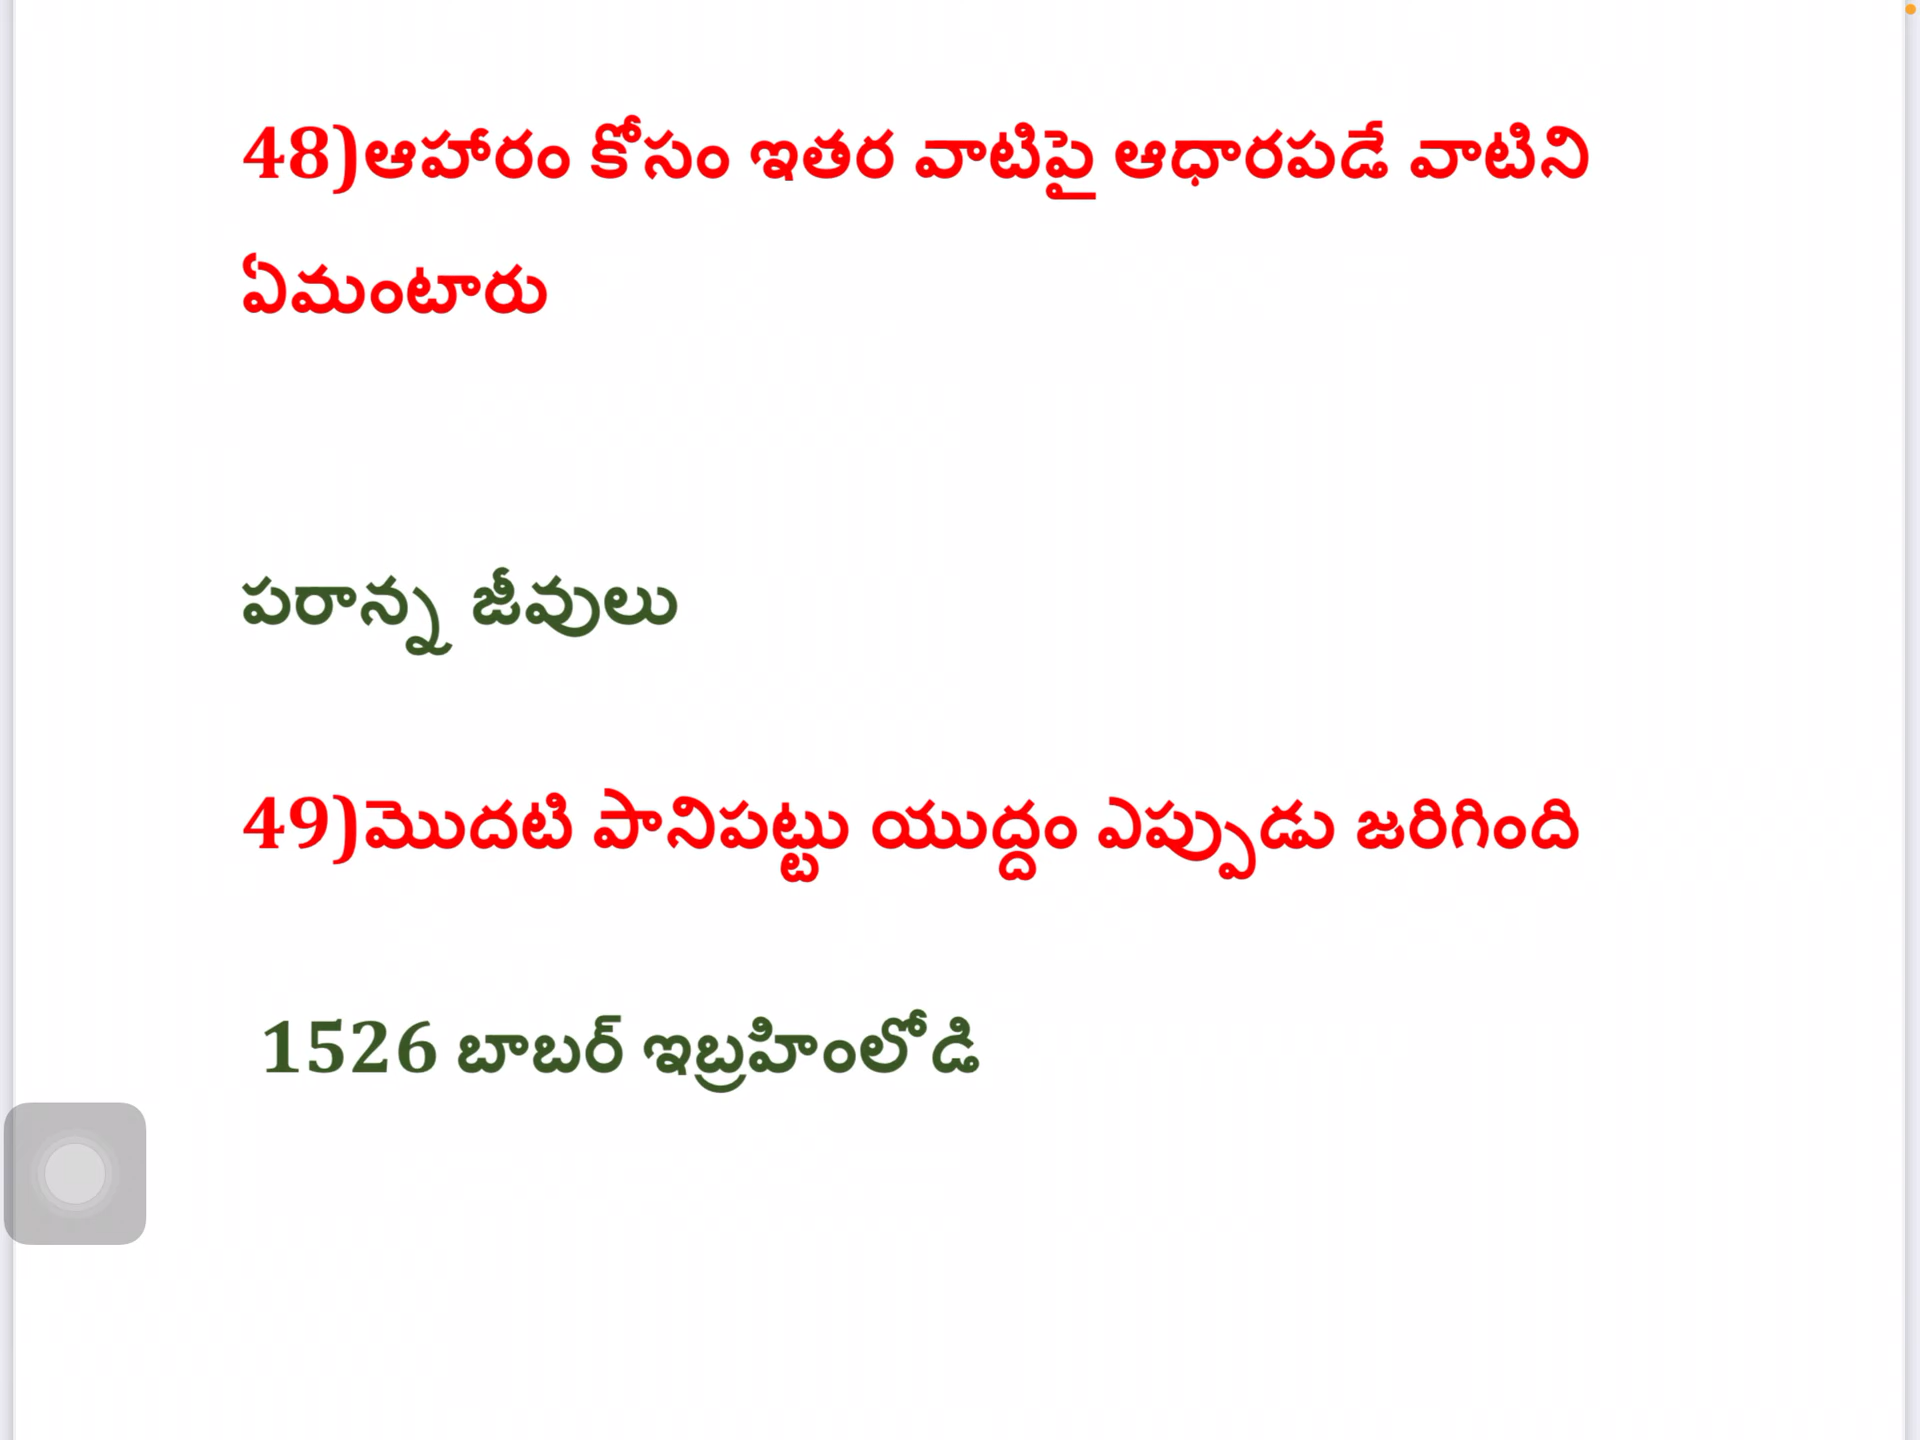 48)ఆహారం కోసం ఇతర వాటిపై ఆధారపడే వాటిని
ఏమంటారు
పరాన్న జీవులు
49)మొదటి పానిపట్టు యుద్దం ఎప్పుడు జరిగింది
1526 బాబర్ ఇబ్రహింలోడి